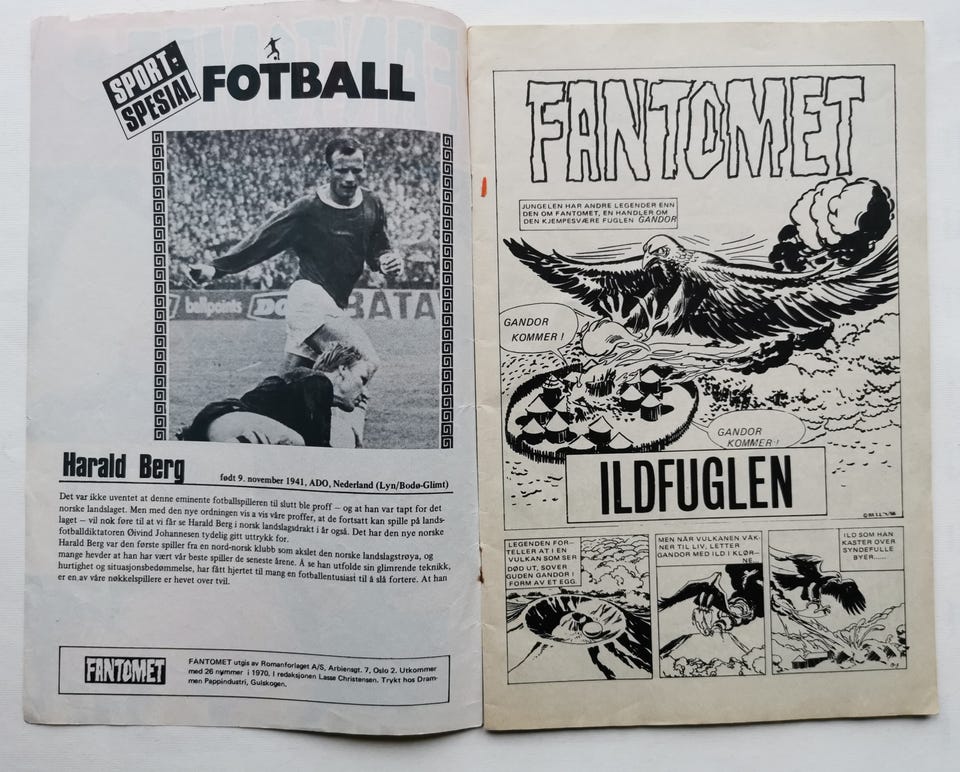 SPORT-
SPESIAL
FOTBALL
ballpoints
BATA
Harald Berg
født 9. november 1941, ADO, Nederland (Lyn/Bodø-Glimt)
Det var ikke uventet at denne eminente fotballspilleren til slutt ble proff — og at han var tapt for det
norske landslaget. Men med den nye ordningen vis a vis våre proffer, at de fortsatt kan spille på lands-
laget — vil nok føre til at vi får se Harald Berg i norsk landslagsdrakt i år også. Det har den nye norske
fotballdiktatoren Øivind Johannesen tydelig gitt uttrykk for.
Harald Berg var den første spiller fra en nord-norsk klubb som akslet den norske landslagstrøya, og
mange hevder at han har vært vår beste spiller de seneste årene. Å se han utfolde sin glimrende teknikk,
hurtighet og situasjonsbedømmelse, har fått hjertet til mang en fotballentusiast til å slå fortere. At han
er en av våre nøkkelspillere er hevet over tvil.
FANTOMET
FANTOMET utgis av Romanforlaget A/S, Arbiensgt. 7, Oslo 2. Utkommer
med 26 nummer i 1970. I redaksjonen Lasse Christensen. Trykt hos Dram-
men Pappindustri, Gulskogen.
FANTOMET
JUNGELEN HAR ANDRE LEGENDER ENN
DEN OM FANTOMET, EN HANDLER OM
DEN KJEMPESVÆRE FUGLEN GANDOR
GANDOR
KOMMER!
GANDOR
KOMMER!
ILDFUGLEN
LEGENDEN FOR-
TELLER AT I EN
VULKAN SOM SER
DØD UT, SOVER
GUDEN GANDOR I
FORM AV ET EGG.
MEN NÅR VULKANEN VÅK-
NER TIL LIV, LETTER
GANDOR MED ILD I KLØR-
NE...
ILD SOM HAN
KASTER OVER
SYNDEFULLE
BYER......